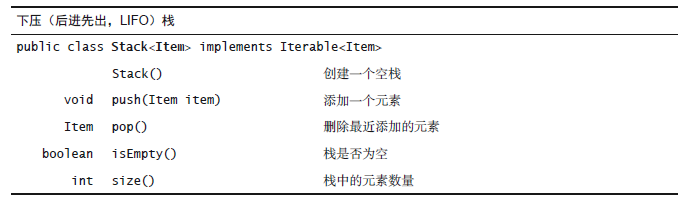 下压（后进先出，LIFO）栈
public class Stack<Item> implements Iterable<Item>
Stack() 创建一个空栈
void push(Item item) 添加一个元素
Item pop() 删除最近添加的元素
boolean isEmpty() 栈是否为空
int size() 栈中的元素数量